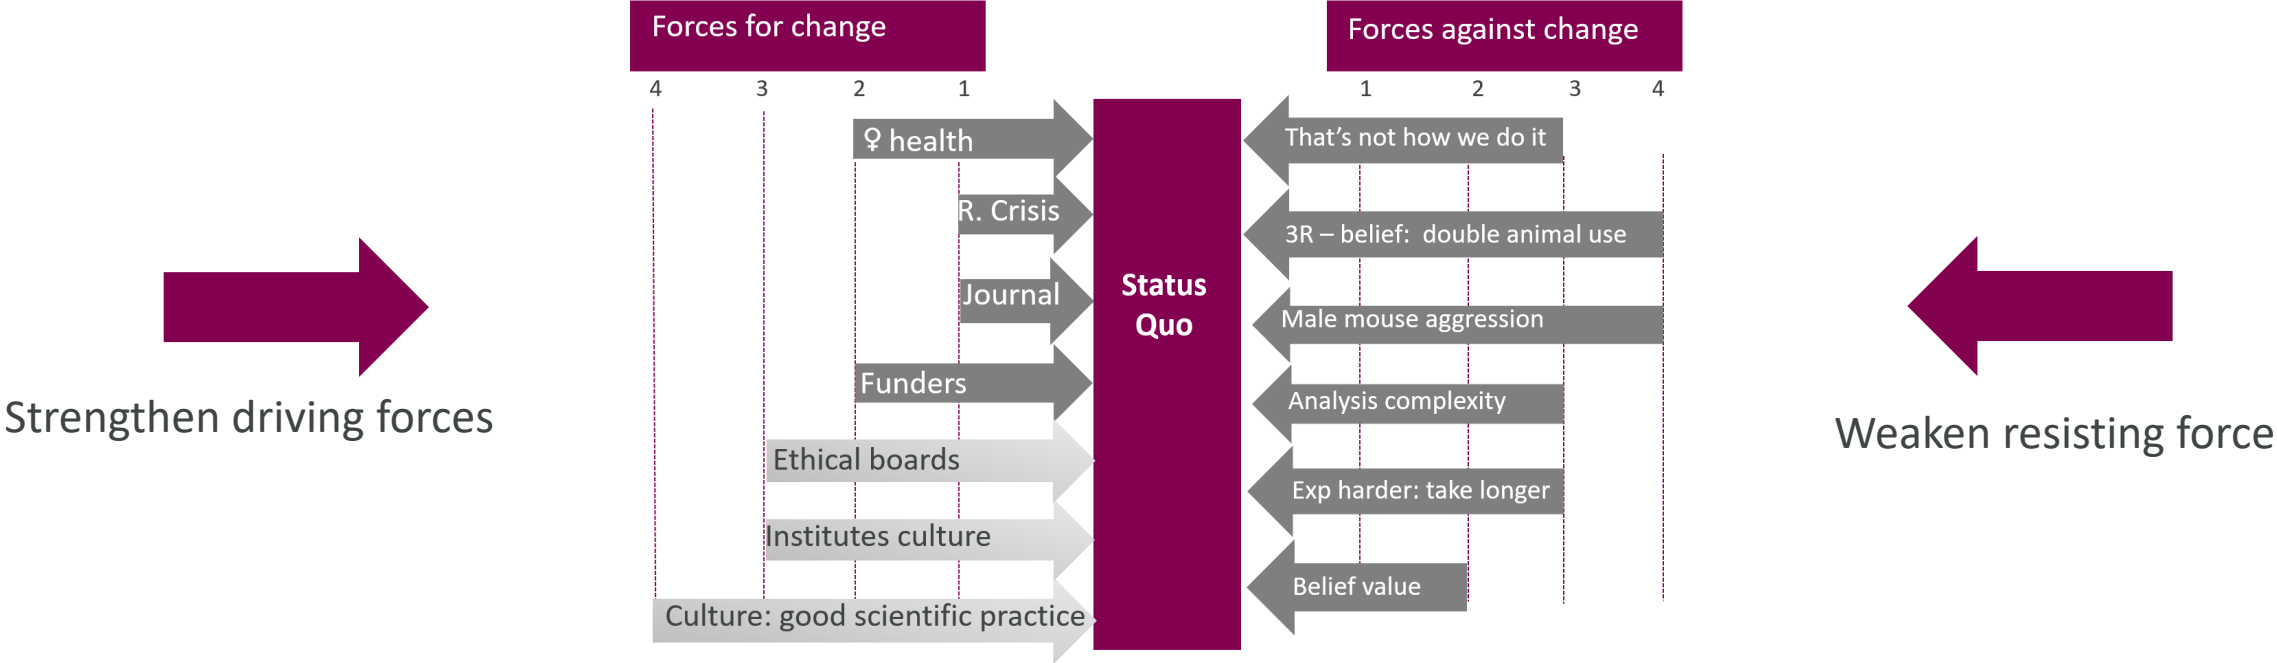 Forces for change
Forces against change
4 3 2 1
1 2 3 4
♀ health
R. Crisis
Journal
Funders
Ethical boards
Institutes culture
Culture: good scientific practice
Status
Quo
That's not how we do it
3R – belief: double animal use
Male mouse aggression
Analysis complexity
Exp harder: take longer
Belief value
Strengthen driving forces
Weaken resisting force